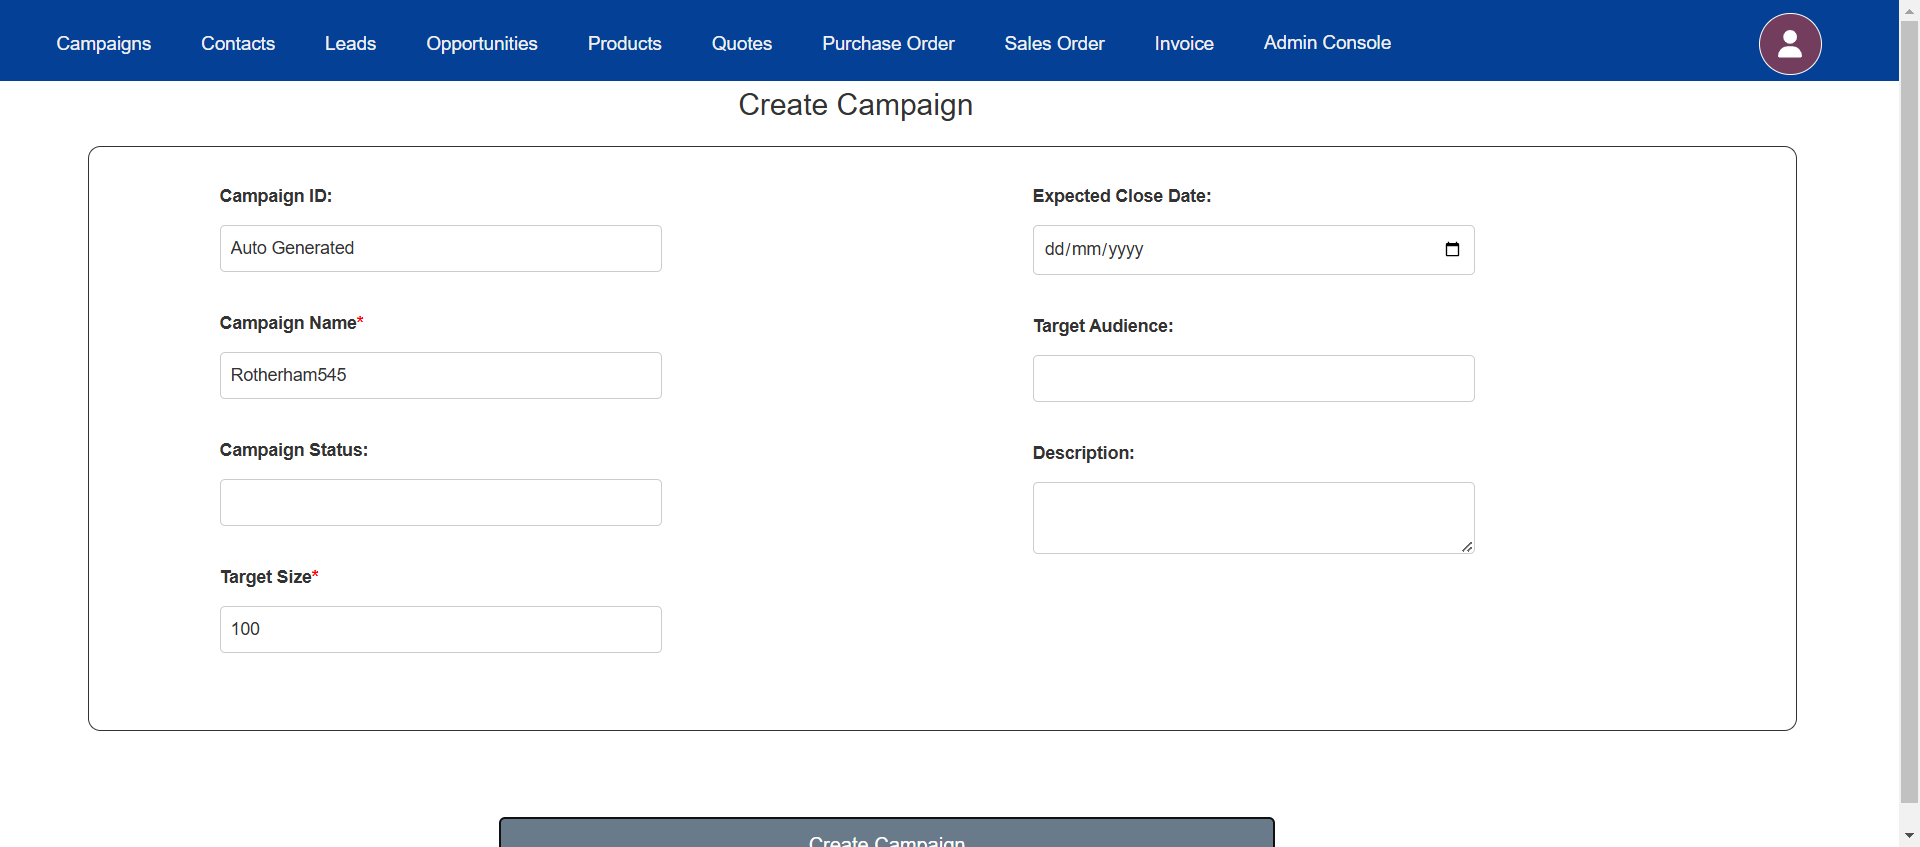 Campaigns Contacts Leads Opportunities Products Quotes Purchase Order Sales Order Invoice Admin Console
Create Campaign
Campaign ID:
Auto Generated
Campaign Name*
Rotherham545
Campaign Status:
Target Size*
100
Expected Close Date:
dd/mm/yyyy
Target Audience:
Description:
Create Campaign